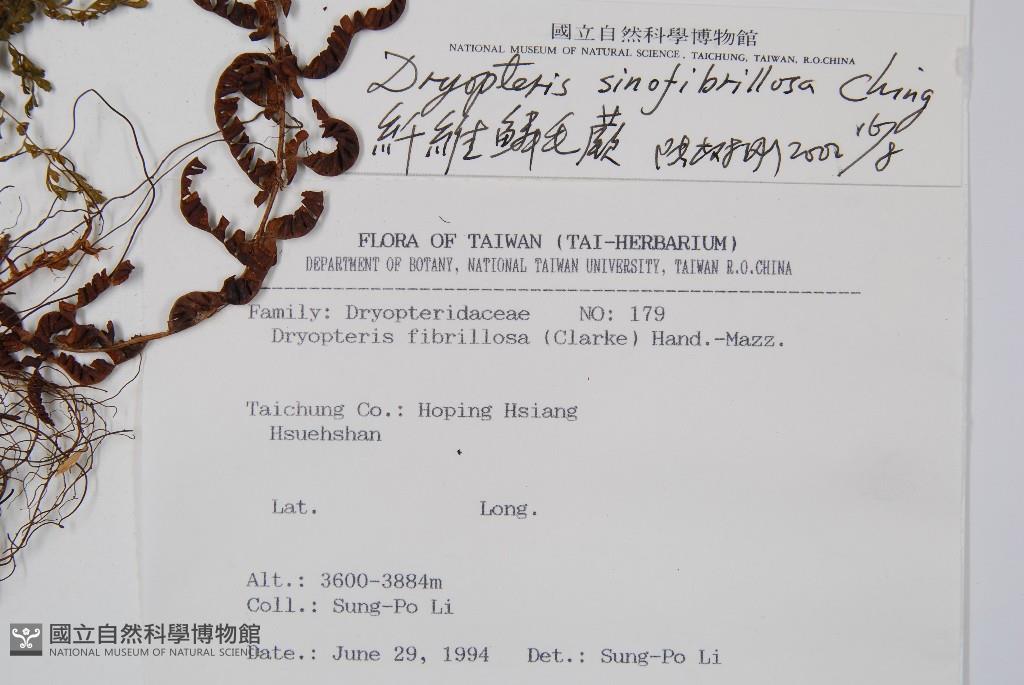 國立自然科學博物館
NATIONAL MUSEUM OF NATURAL SCIENCE, TAICHUNG, TAIWAN, R.O.CHINA
Dryopteris sinofibrillosa Ching
纖維鱗毛蕨 2002
FLORA OF TAIWAN (TAI-HERBARIUM)
DEPARTMENT OF BOTANY, NATIONAL TAIWAN UNIVERSITY, TAIWAN R.O.CHINA
Family: Dryopteridaceae NO: 179
Dryopteris fibrillosa (Clarke) Hand.-Mazz.
Taichung Co.: Hoping Hsiang
Hsuehshan
Lat. Long.
Alt.: 3600-3884m
Coll.: Sung-Po Li
Date.: June 29, 1994 Det.: Sung-Po Li
國立自然科學博物館
NATIONAL MUSEUM OF NATURAL SCIENCE